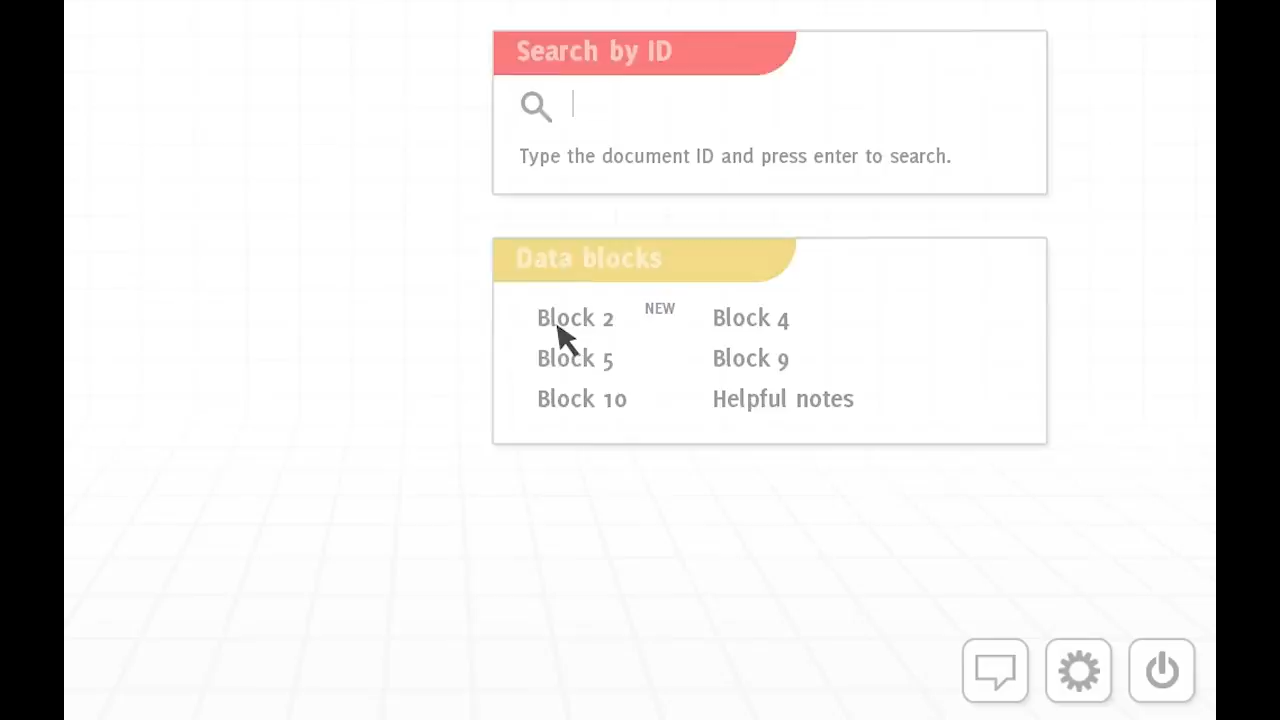 Search by ID
Type the document ID and press enter to search.
Data blocks
Block 2 NEW Block 4
Block 5 Block 9
Block 10 Helpful notes